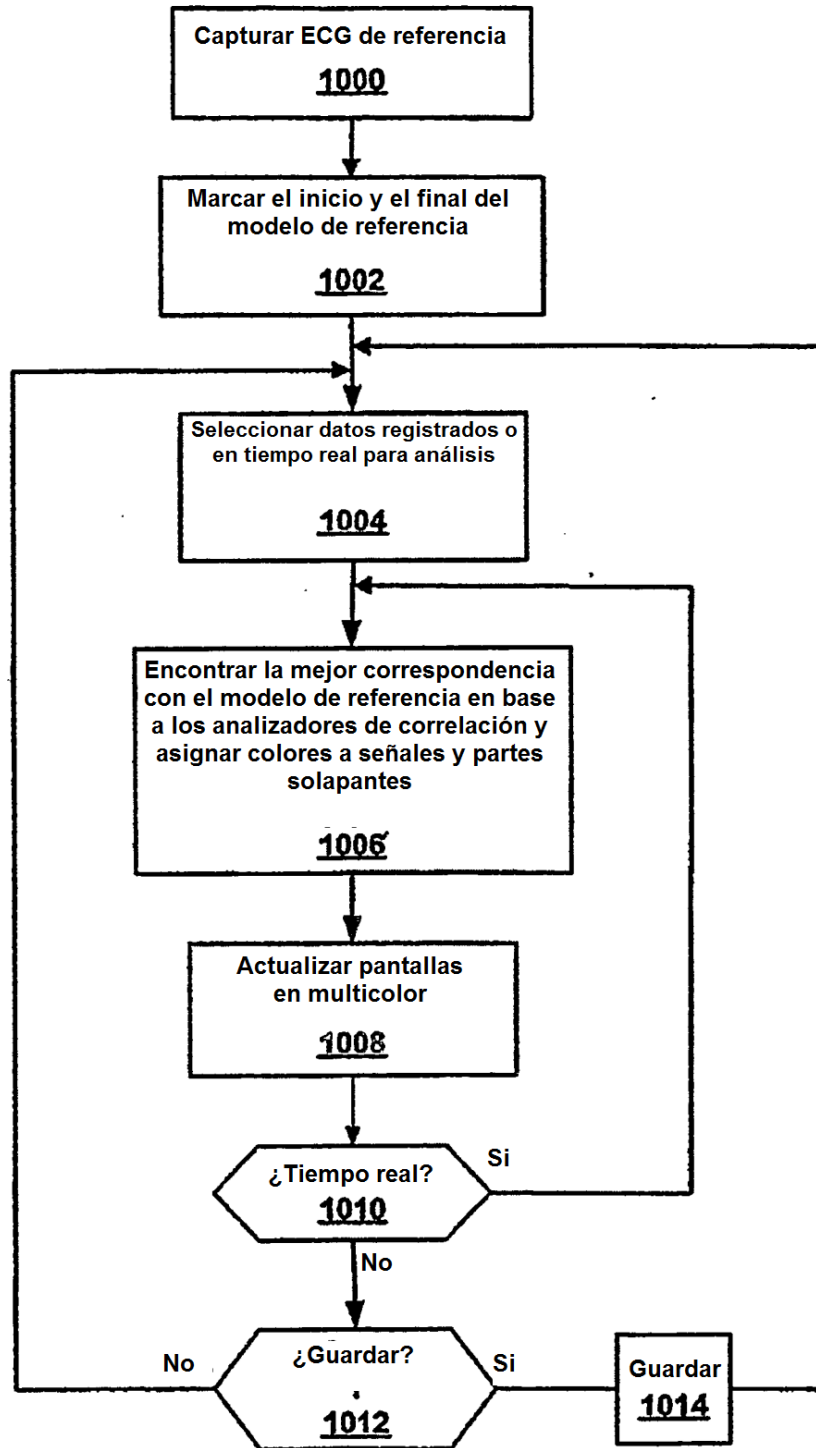 Capturar ECG de referencia
1000
Marcar el inicio y el final del
modelo de referencia
1002
Seleccionar datos registrados o
en tiempo real para análisis
1004
Encontrar la mejor correspondencia
con el modelo de referencia en base
a los analizadores de correlación y
asignar colores a señales y partes
solapantes
1006
Actualizar pantallas
en multicolor
1008
¿Tiempo real?
1010
Si
No
¿Guardar?
1012
No
Si
Guardar
1014